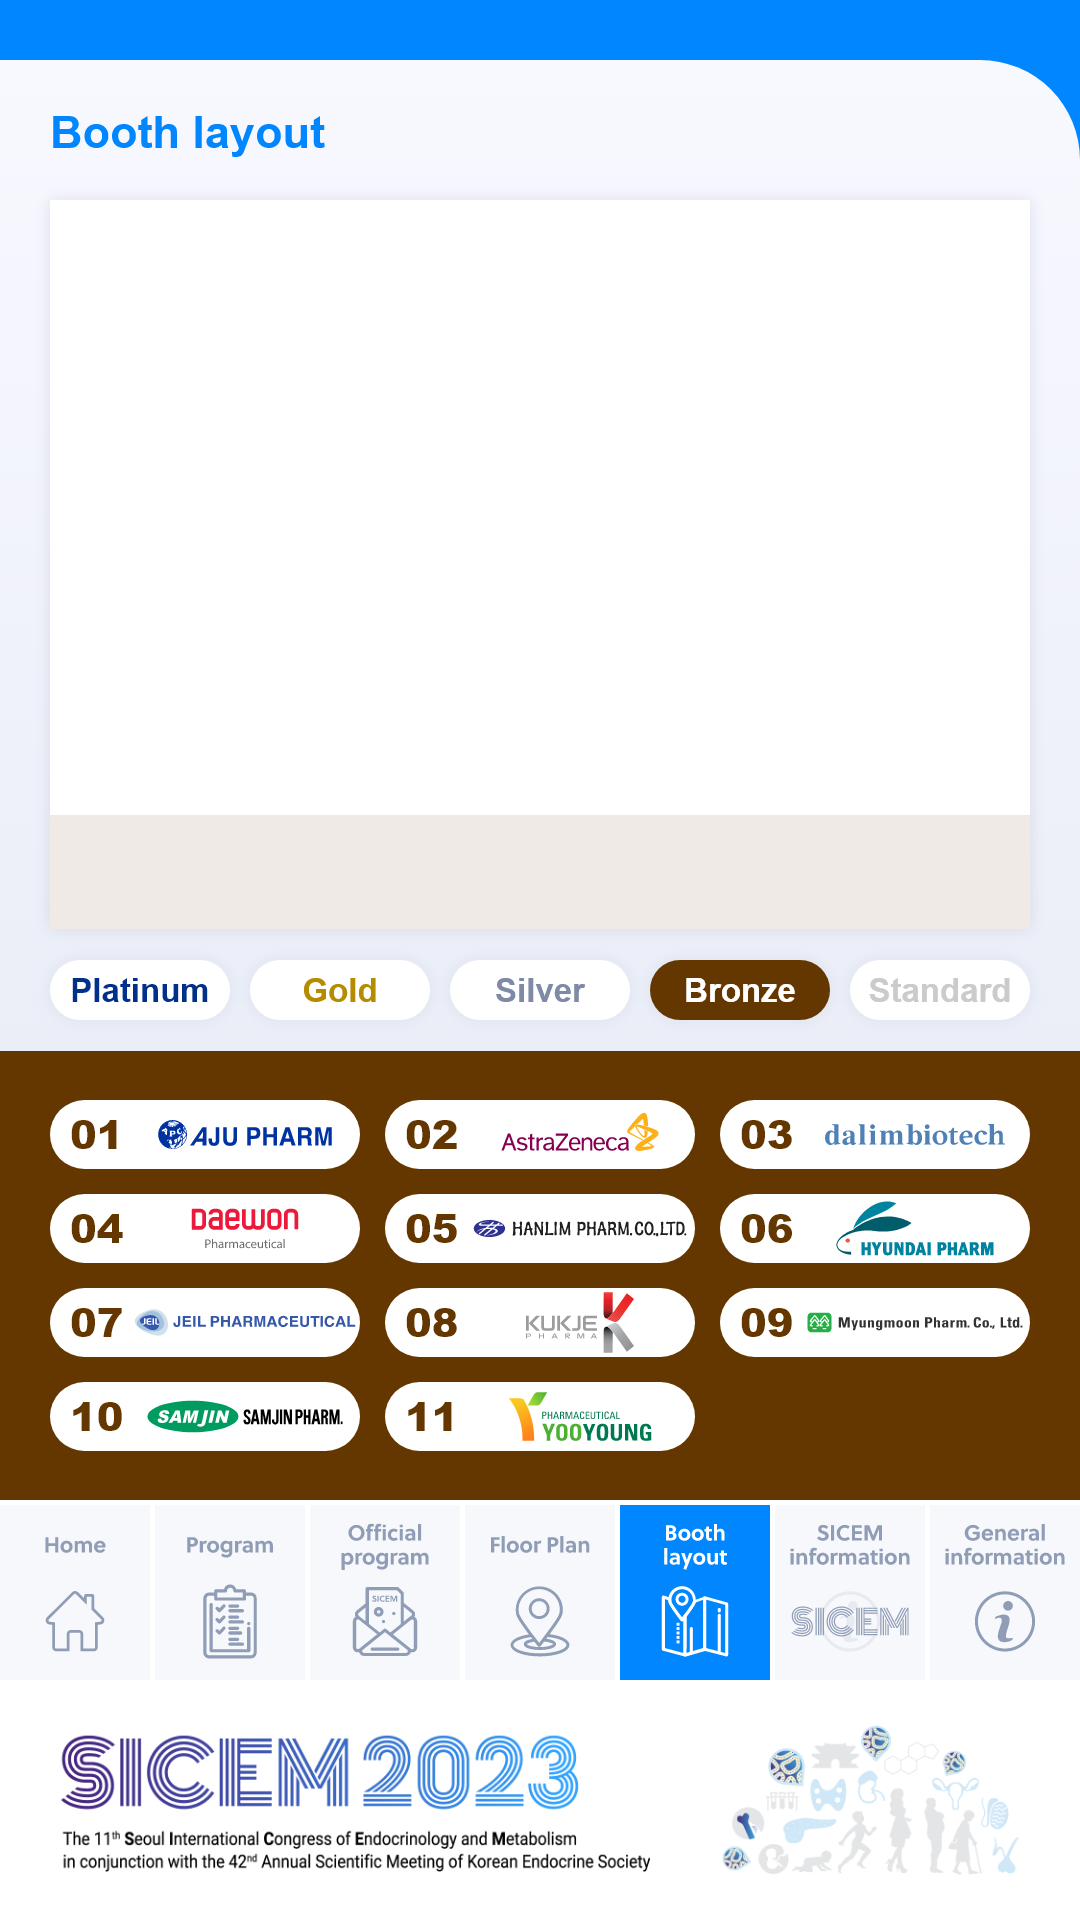 Booth layout
Platinum
Gold
Silver
Bronze
Standard
01 APC AJU PHARM
02 AstraZeneca
03 dalimbiotech
04 DAEWON
Pharmaceutical
05 HANLIM PHARM.CO.,LTD.
06 HYUNDAI PHARM
07 JEIL JEIL PHARMACEUTICAL
08 KUKJE
PHARMA
09 Myungmoon Pharm. Co., Ltd.
10 SAMJIN SAMJIN PHARM.
11 PHARMACEUTICAL
YOOYOUNG
Home
Program
Official
program
SICEM
Floor Plan
Booth
layout
SICEM
information
SICEM
General
information
SICEM 2023
The 11th Seoul International Congress of Endocrinology and Metabolism
in conjunction with the 42nd Annual Scientific Meeting of Korean Endocrine Society